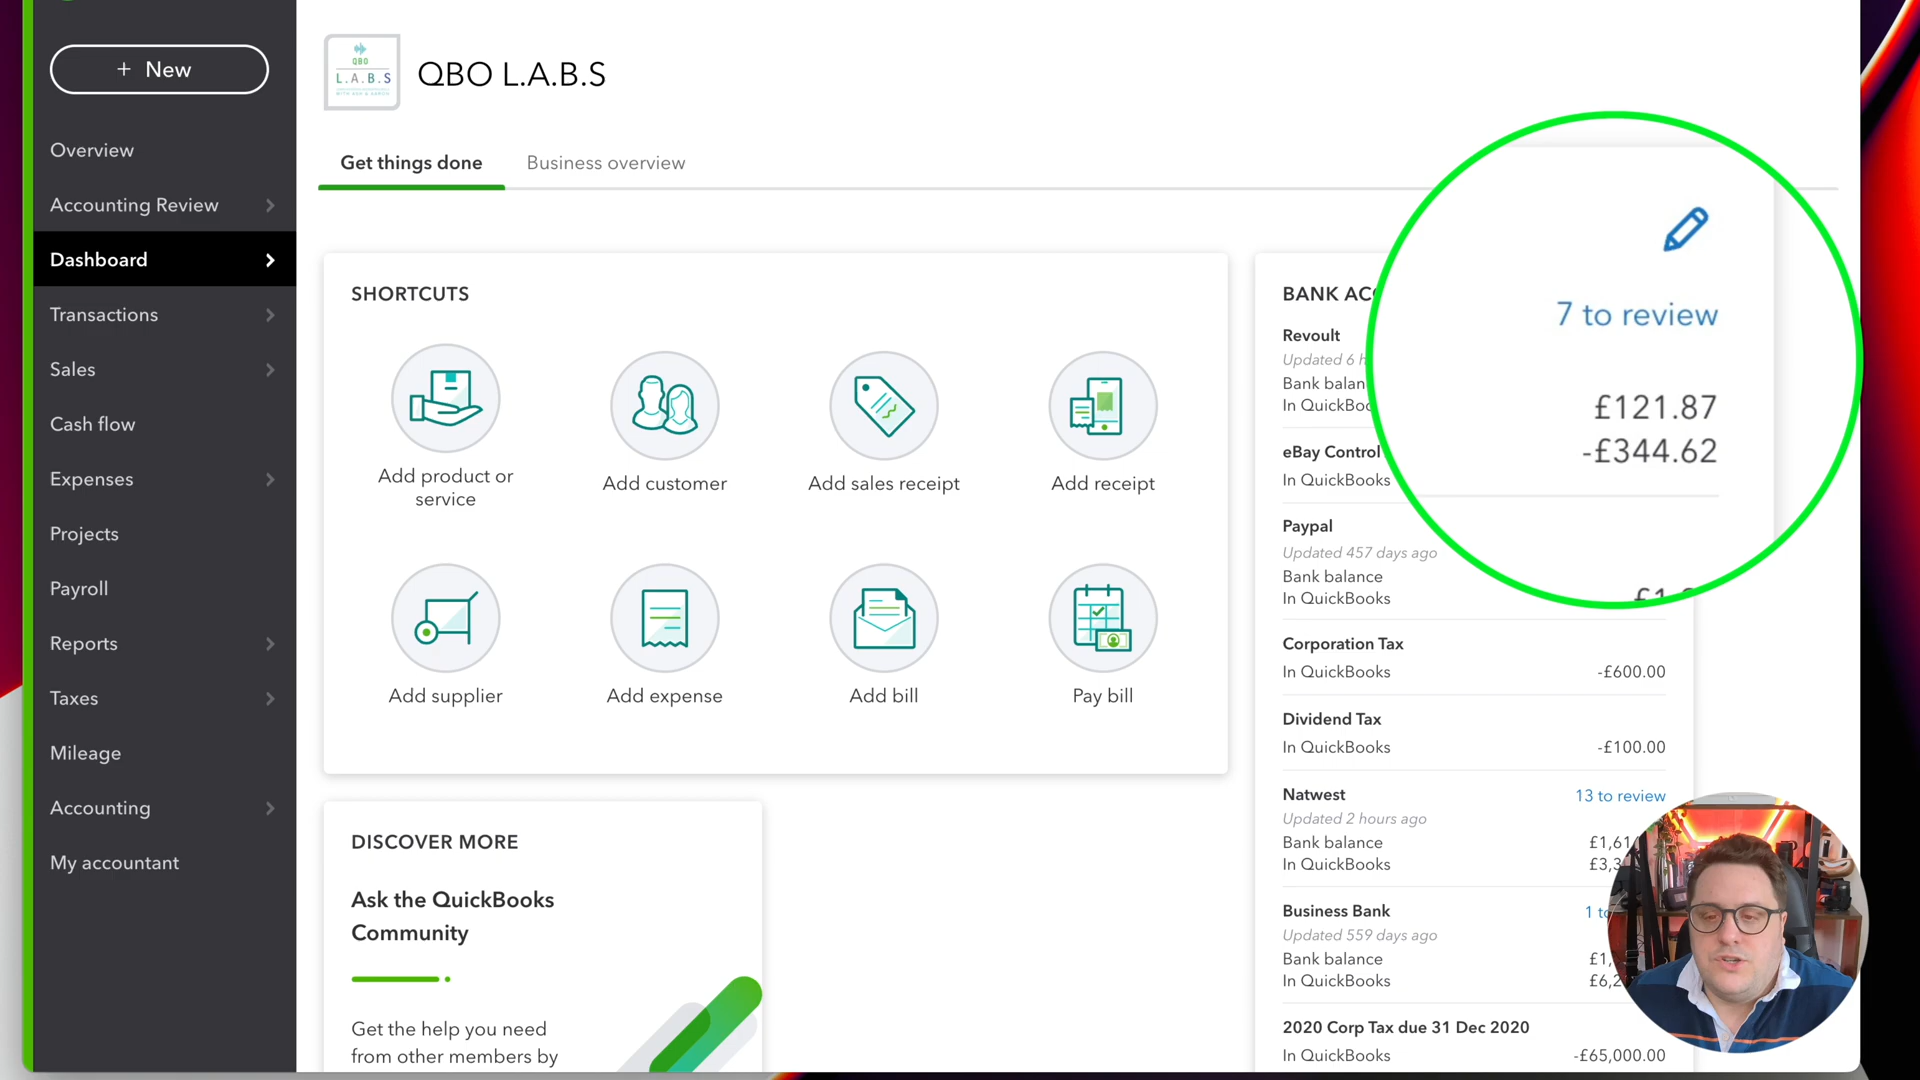 + New
Overview
Accounting Review
Dashboard
Transactions
Sales
Cash flow
Expenses
Projects
Payroll
Reports
Taxes
Mileage
Accounting
My accountant
QBO
L.A.B.S
QBO L.A.B.S
Get things done
Business overview
SHORTCUTS
Add product or
service
Add customer
Add sales receipt
Add receipt
Add supplier
Add expense
Add bill
Pay bill
DISCOVER MORE
Ask the QuickBooks
Community
Get the help you need
from other members by
BANK
7 to review
Revoult
Updated 6
£121.87
In
-£344.62
eBay Control
In QuickBooks
Paypal
Updated 457 days ago
Bank balance
In QuickBooks
Corporation Tax
In QuickBooks -£600.00
Dividend Tax
In QuickBooks -£100.00
Natwest 13 to review
Updated 2 hours ago
Bank balance
In QuickBooks
Business Bank
Updated 559 days ago
Bank balance
In QuickBooks
2020 Corp Tax due 31 Dec 2020
In QuickBooks -£65,000.00